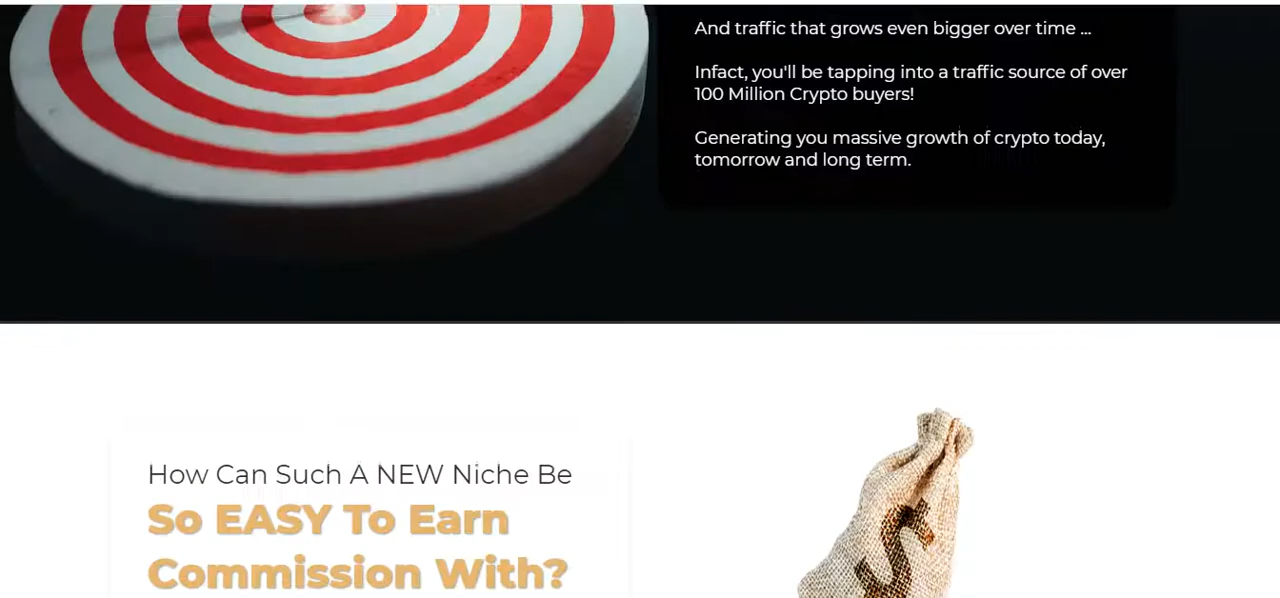 And traffic that grows even bigger over time ...
Infact, you'll be tapping into a traffic source of over
100 Million Crypto buyers!
Generating you massive growth of crypto today,
tomorrow and long term.
How Can Such A NEW Niche Be
So EASY To Earn
Commission With?
$